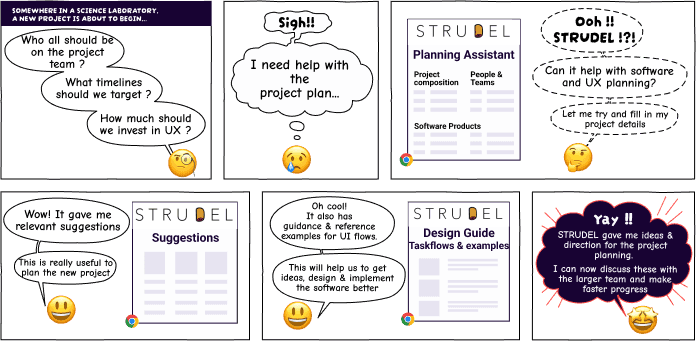 SOMEWHERE IN A SCIENCE LABORATORY,
A NEW PROJECT IS ABOUT TO BEGIN...
Who all should be
on the project
team ?
What timelines
should we target ?
How much should
we invest in UX ?
Sigh!!
I need help with
the
project plan...
STRUDEL
Planning Assistant
Project
composition
People &
Teams
Software Products
Ooh !!
STRUDEL !?!
Can it help with software
and UX planning?
Let me try and fill in my
project details
Wow! It gave me
relevant suggestions
This is really useful to
plan the new project
STRUDEL
Suggestions
Oh cool!
It also has
guidance & reference
examples for UI flows.
This will help us to get
ideas, design & implement
the software better
STRUDEL
Design Guide
Taskflows & examples
Yay !!
STRUDEL gave me ideas &
direction for the project
planning.
I can now discuss these with
the larger team and make
faster progress